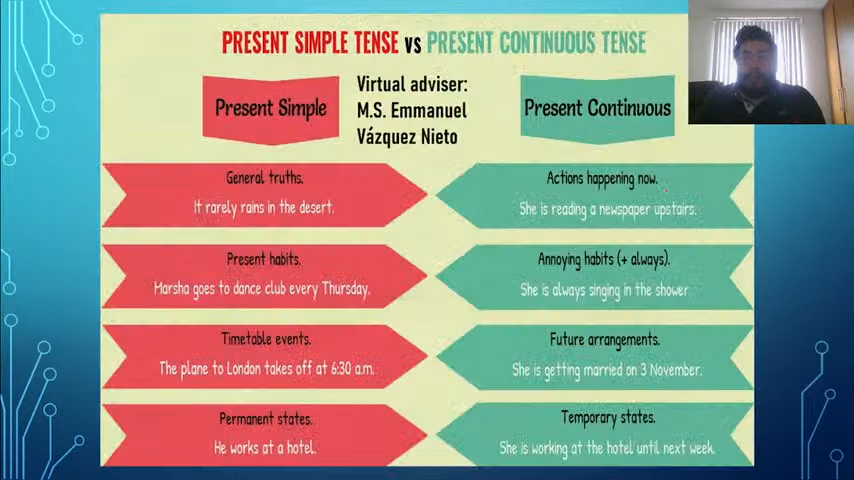 PRESENT SIMPLE TENSE vs PRESENT CONTINUOUS TENSE
Present Simple
Virtual adviser:
M.S. Emmanuel
Vázquez Nieto
Present Continuous
General truths.
It rarely rains in the desert.
Actions happening now.
She is reading a newspaper upstairs.
Present habits.
Marsha goes to dance club every Thursday.
Annoying habits (+ always).
She is always singing in the shower.
Timetable events.
The plane to London takes off at 6:30 a.m.
Future arrangements.
She is getting married on 3 November.
Permanent states.
He works at a hotel.
Temporary states.
She is working at the hotel until next week.